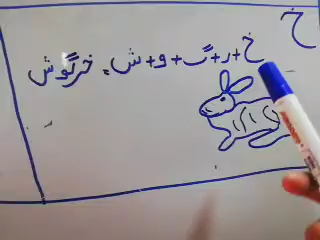 خ
خ + ر + گ + و + ش = خرگوش